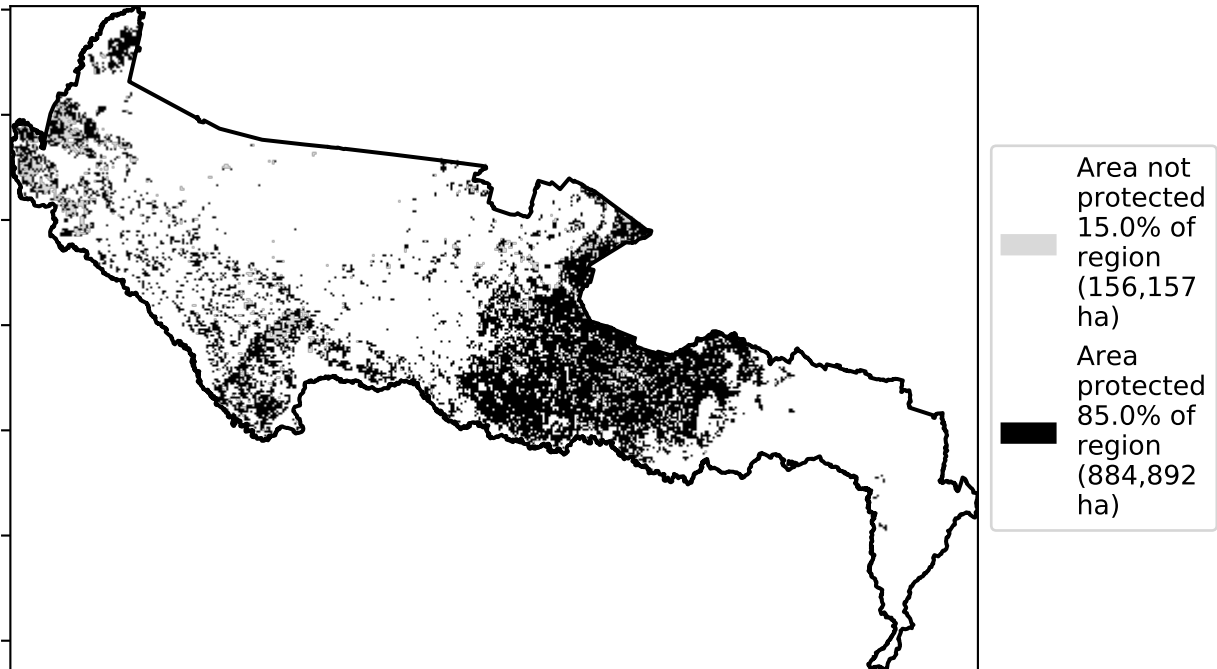 Area not
protected
15.0% of
region
(156,157
ha)
Area
protected
85.0% of
region
(884,892
ha)